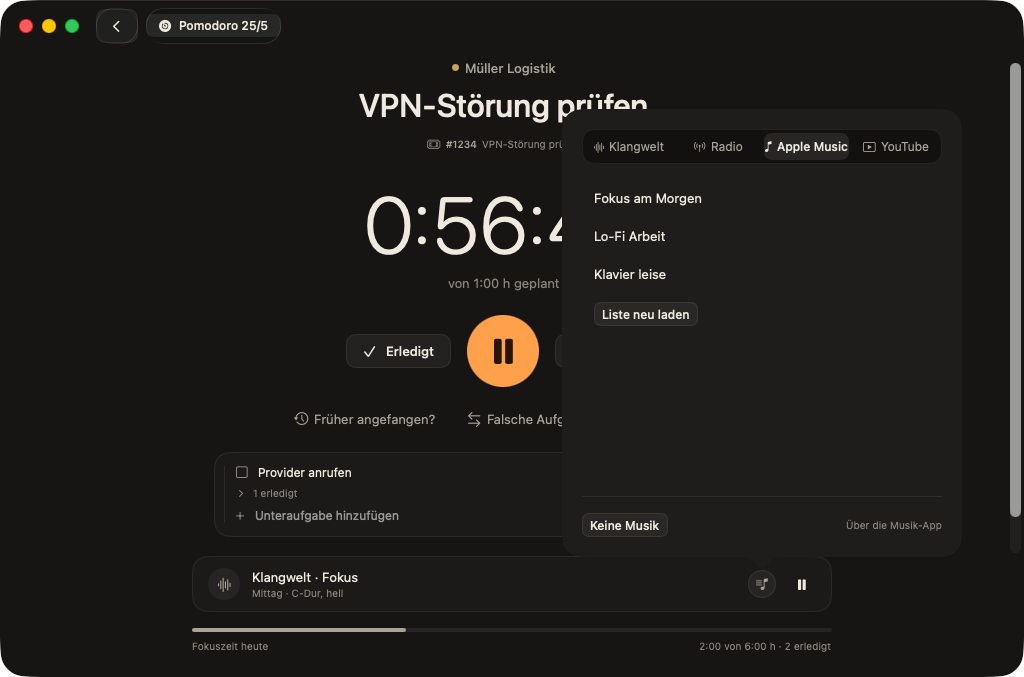 Pomodoro 25/5
Müller Logistik
VPN-Störung prüfen
#1234 VPN-Störung
0:56:
von 1:00 h geplant
Erledigt
Früher angefangen?
Falsche
Provider anrufen
1 erledigt
Unteraufgabe hinzufügen
Klangwelt
Radio
Apple Music
YouTube
Fokus am Morgen
Lo-Fi Arbeit
Klavier leise
Liste neu laden
Keine Musik
Über die Musik-App
Klangwelt · Fokus
Mittag · C-Dur, hell
Fokuszeit heute
2:00 von 6:00 h · 2 erledigt